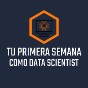 TU PRIMERA SEMANA
COMO DATA SCIENTIST